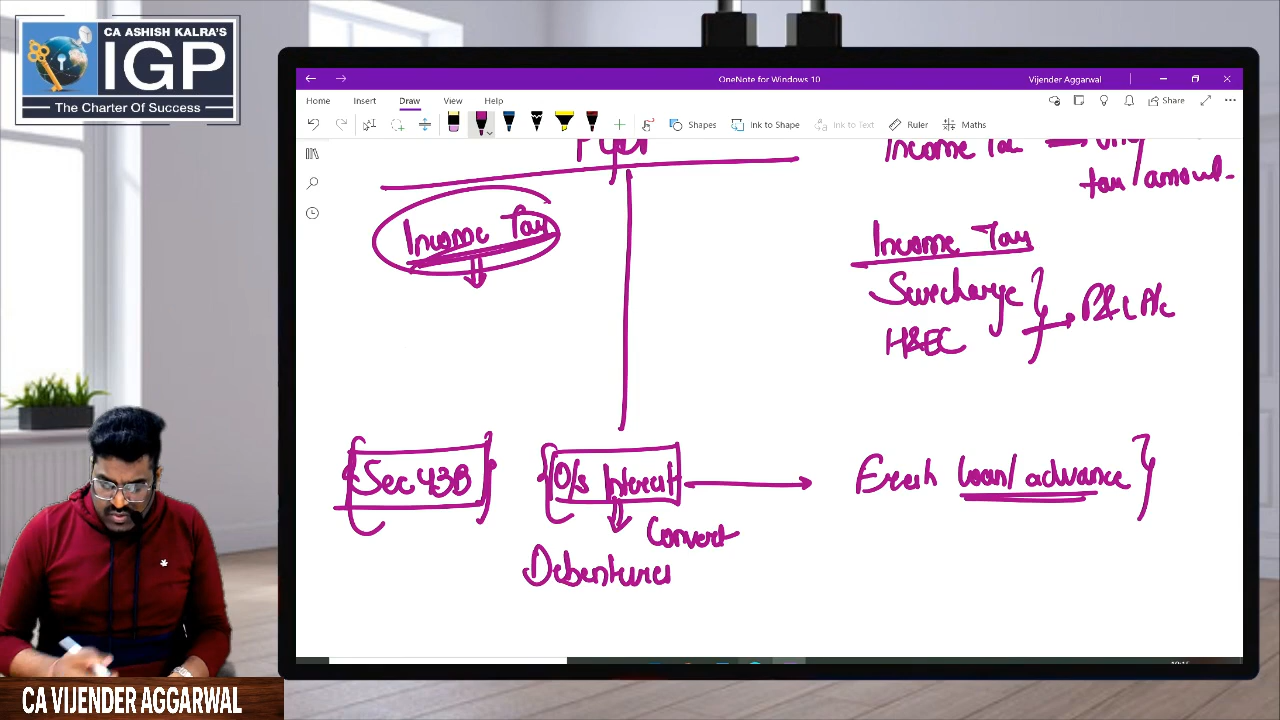 CA ASHISH KALRA'S
IGP
The Charter Of Success
OneNote for Windows 10
Vijender Aggarwal
Home Insert Draw View Help
Share
Shapes Ink to Shape Ink to Text Ruler Maths
Income Tax
tax amount.
Income Tax
Income Tax
Surcharge
H&EC
P&L A/c
Sec 43B
O/s Interest
Fresh loan/advance
Convert
Debentures
CA VIJENDER AGGARWAL